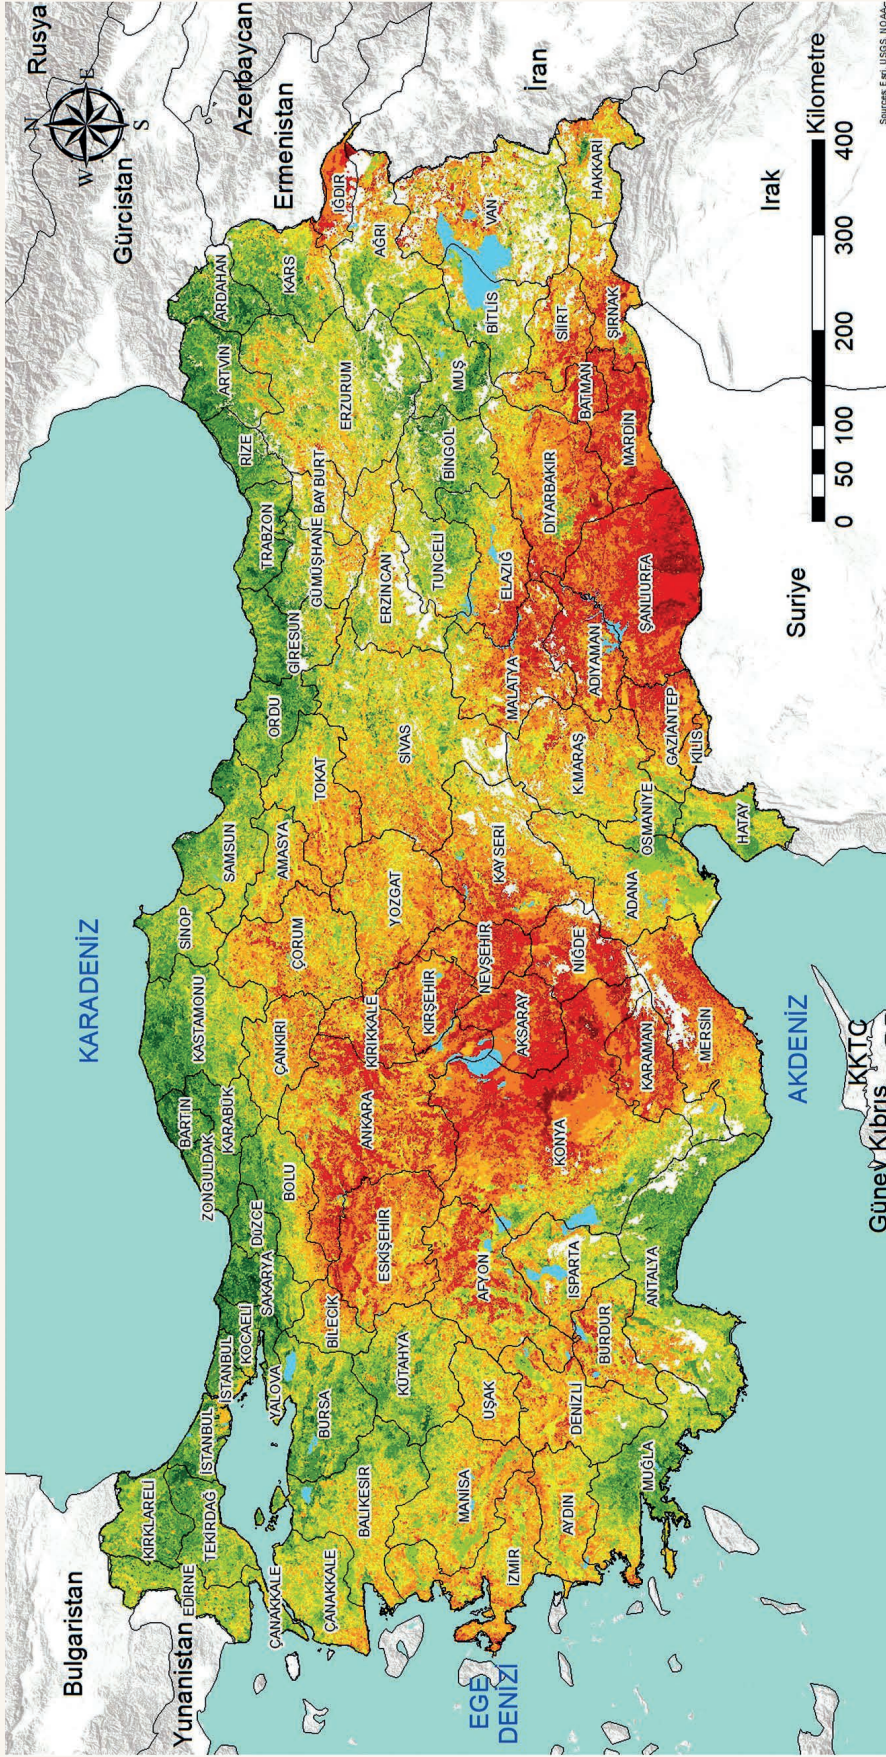 Bulgaristan
Gürcistan
Rusya
N
W
E
S
Azerbaycan
Ermenistan
İran
Irak
Suriye
Yunanistan
KARADENİZ
EGE
DENİZİ
AKDENİZ
KKTC
Güney Kıbrıs
KIRKLARELİ
EDİRNE
TEKİRDAĞ
İSTANBUL
İSTANBUL
KOCAELİ
YALOVA
SAKARYA
DÜZCE
ZONGULDAK
BARTIN
KARABÜK
KASTAMONU
SİNOP
SAMSUN
ORDU
GİRESUN
TRABZON
RİZE
ARTVİN
ARDAHAN
KARS
IĞDIR
ÇANAKKALE
ÇANAKKALE
BALIKESİR
BURSA
BİLECİK
BOLU
ÇANKIRI
ÇORUM
AMASYA
TOKAT
GÜMÜŞHANE
BAYBURT
ERZURUM
AĞRI
KÜTAHYA
ESKİŞEHİR
ANKARA
KIRIKKALE
YOZGAT
SİVAS
ERZİNCAN
TUNCELİ
BİNGÖL
MUŞ
BİTLİS
VAN
MANİSA
UŞAK
AFYON
KIRŞEHİR
NEVŞEHİR
KAYSERİ
MALATYA
ELAZIĞ
DİYARBAKIR
BATMAN
SİİRT
ŞIRNAK
HAKKARİ
İZMİR
AYDIN
DENİZLİ
BURDUR
ISPARTA
KONYA
AKSARAY
NİĞDE
K.MARAŞ
ADIYAMAN
MARDİN
MUĞLA
ANTALYA
KARAMAN
MERSİN
ADANA
OSMANİYE
HATAY
GAZİANTEP
KİLİS
ŞANLIURFA
0 50 100 200 300 400
Kilometre
Sources: Esri, USGS, NOAA